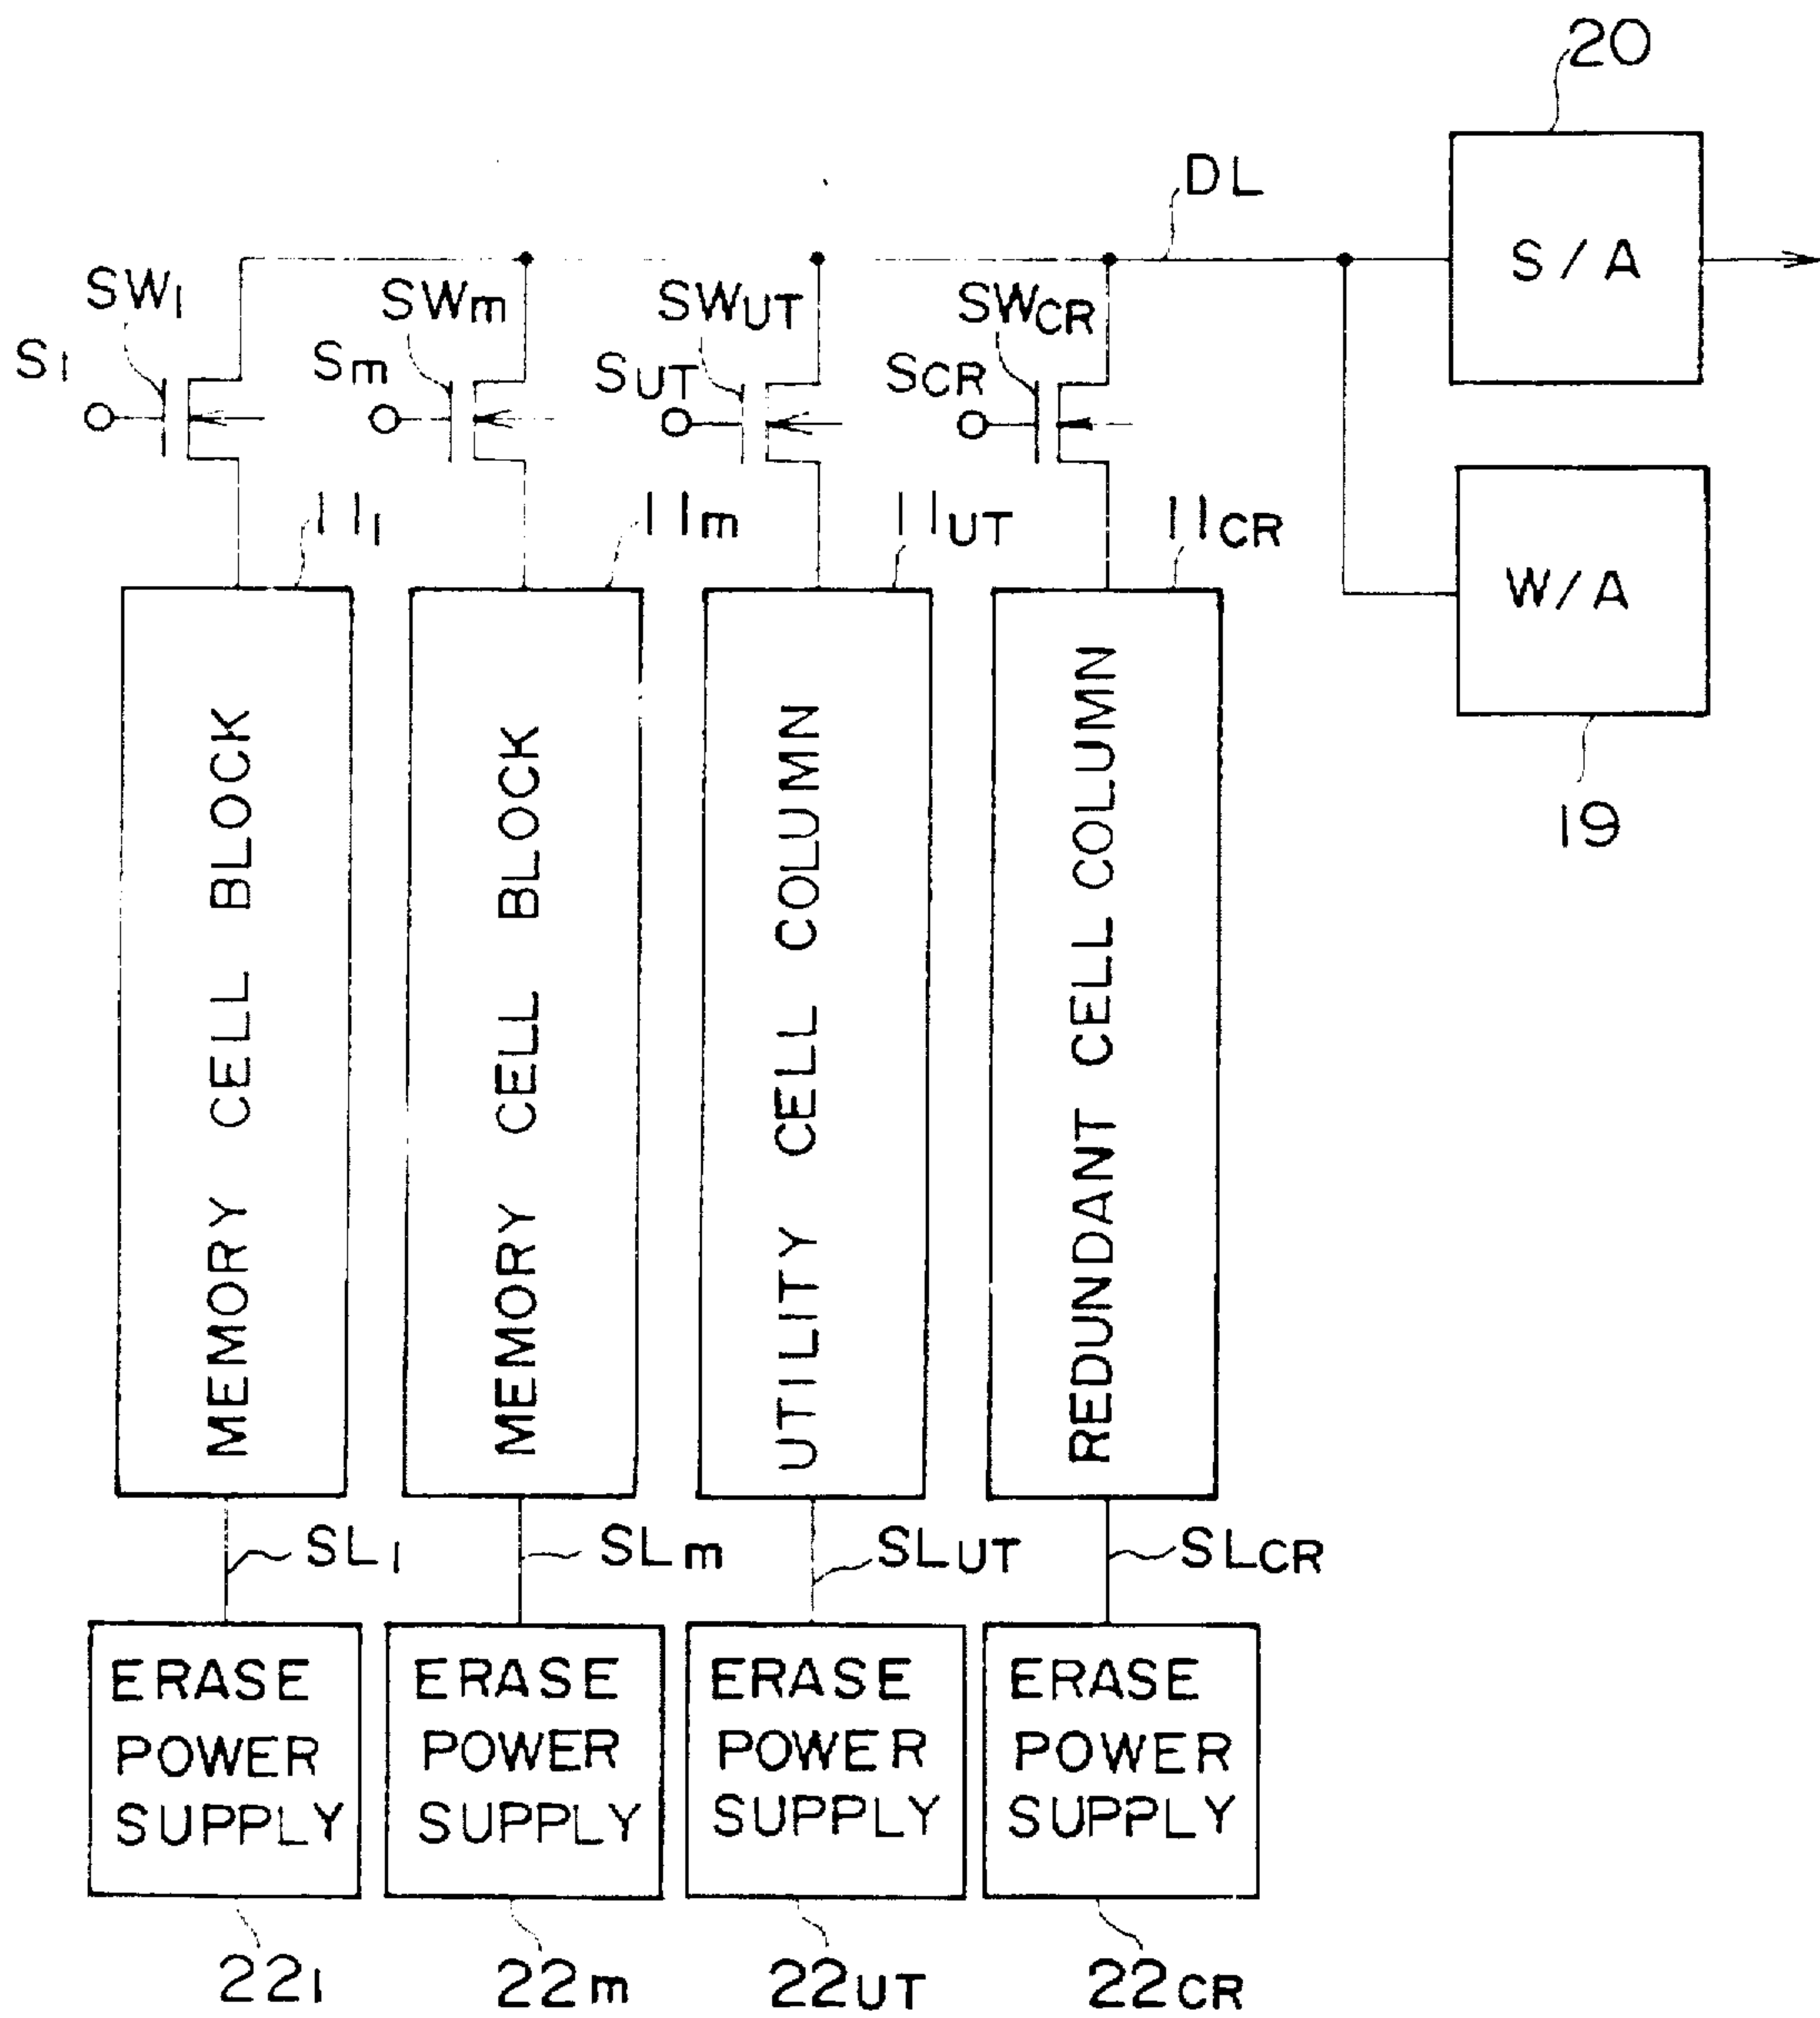 20
DL
S/A
SW1
SWm
SWUT
SWCR
S1
Sm
SUT
SCR
111
11m
11UT
11CR
W/A
19
MEMORY CELL BLOCK
MEMORY CELL BLOCK
UTILITY CELL COLUMN
REDUNDANT CELL COLUMN
SL1
SLm
SLUT
SLCR
ERASE
POWER
SUPPLY
ERASE
POWER
SUPPLY
ERASE
POWER
SUPPLY
ERASE
POWER
SUPPLY
221
22m
22UT
22CR